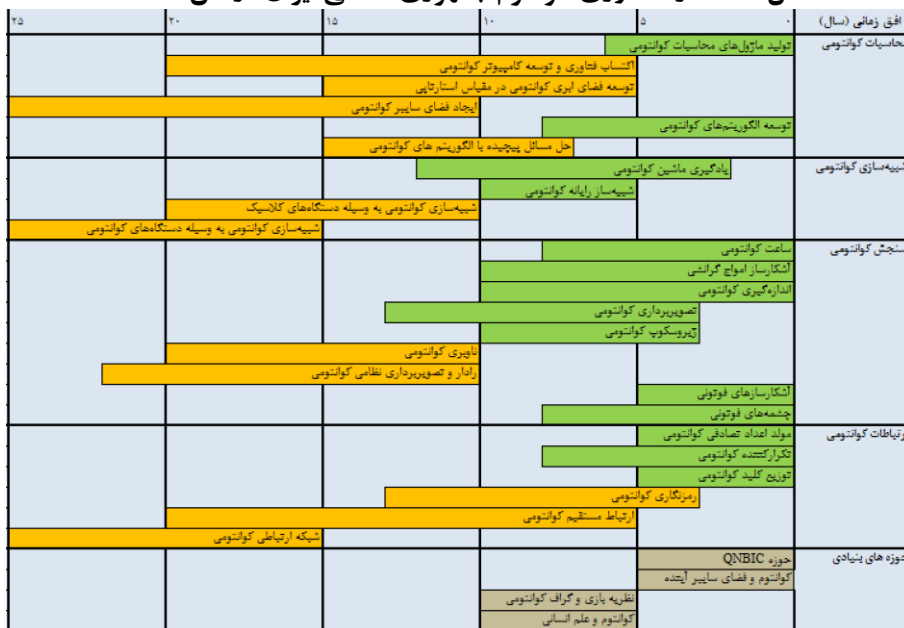 افق زمانی (سال) ۰ ۵ ۱۰ ۱۵ ۲۰ ۲۵
محاسبات کوانتومی
تولید ماژول‌های محاسبات کوانتومی
اکتساب فتاوری و توسعه کامپیوتر کوانتومی
توسعه فضای ابری کوانتومی در مقیاس استارتاپی
ایجاد فضای سایبر کوانتومی
توسعه الگوریتم‌های کوانتومی
حل مسائل پیچیده با الگوریتم های کوانتومی
شبیه‌سازی کوانتومی
یادگیری ماشین کوانتومی
شبیه‌ساز رایانه کوانتومی
شبیه‌سازی کوانتومی به وسیله دستگاه‌های کلاسیک
شبیه‌سازی کوانتومی به وسیله دستگاه‌های کوانتومی
سنجش کوانتومی
ساعت کوانتومی
آشکارساز امواج گرانشی
اندازه‌گیری کوانتومی
تصویربرداری کوانتومی
ژیروسکوپ کوانتومی
ناوبری کوانتومی
رادار و تصویربرداری نظامی کوانتومی
آشکارسازهای فوتونی
چشمه‌های فوتونی
ارتباطات کوانتومی
مولد اعداد تصادفی کوانتومی
تکرارکننده کوانتومی
توزیع کلید کوانتومی
رمزنگاری کوانتومی
ارتباط مستقیم کوانتومی
شبکه ارتباطی کوانتومی
حوزه های بنیادی
حوزه QNBIC
کوانتوم و فضای سایبر آینده
نظریه بازی و گراف کوانتومی
کوانتوم و علم انسانی